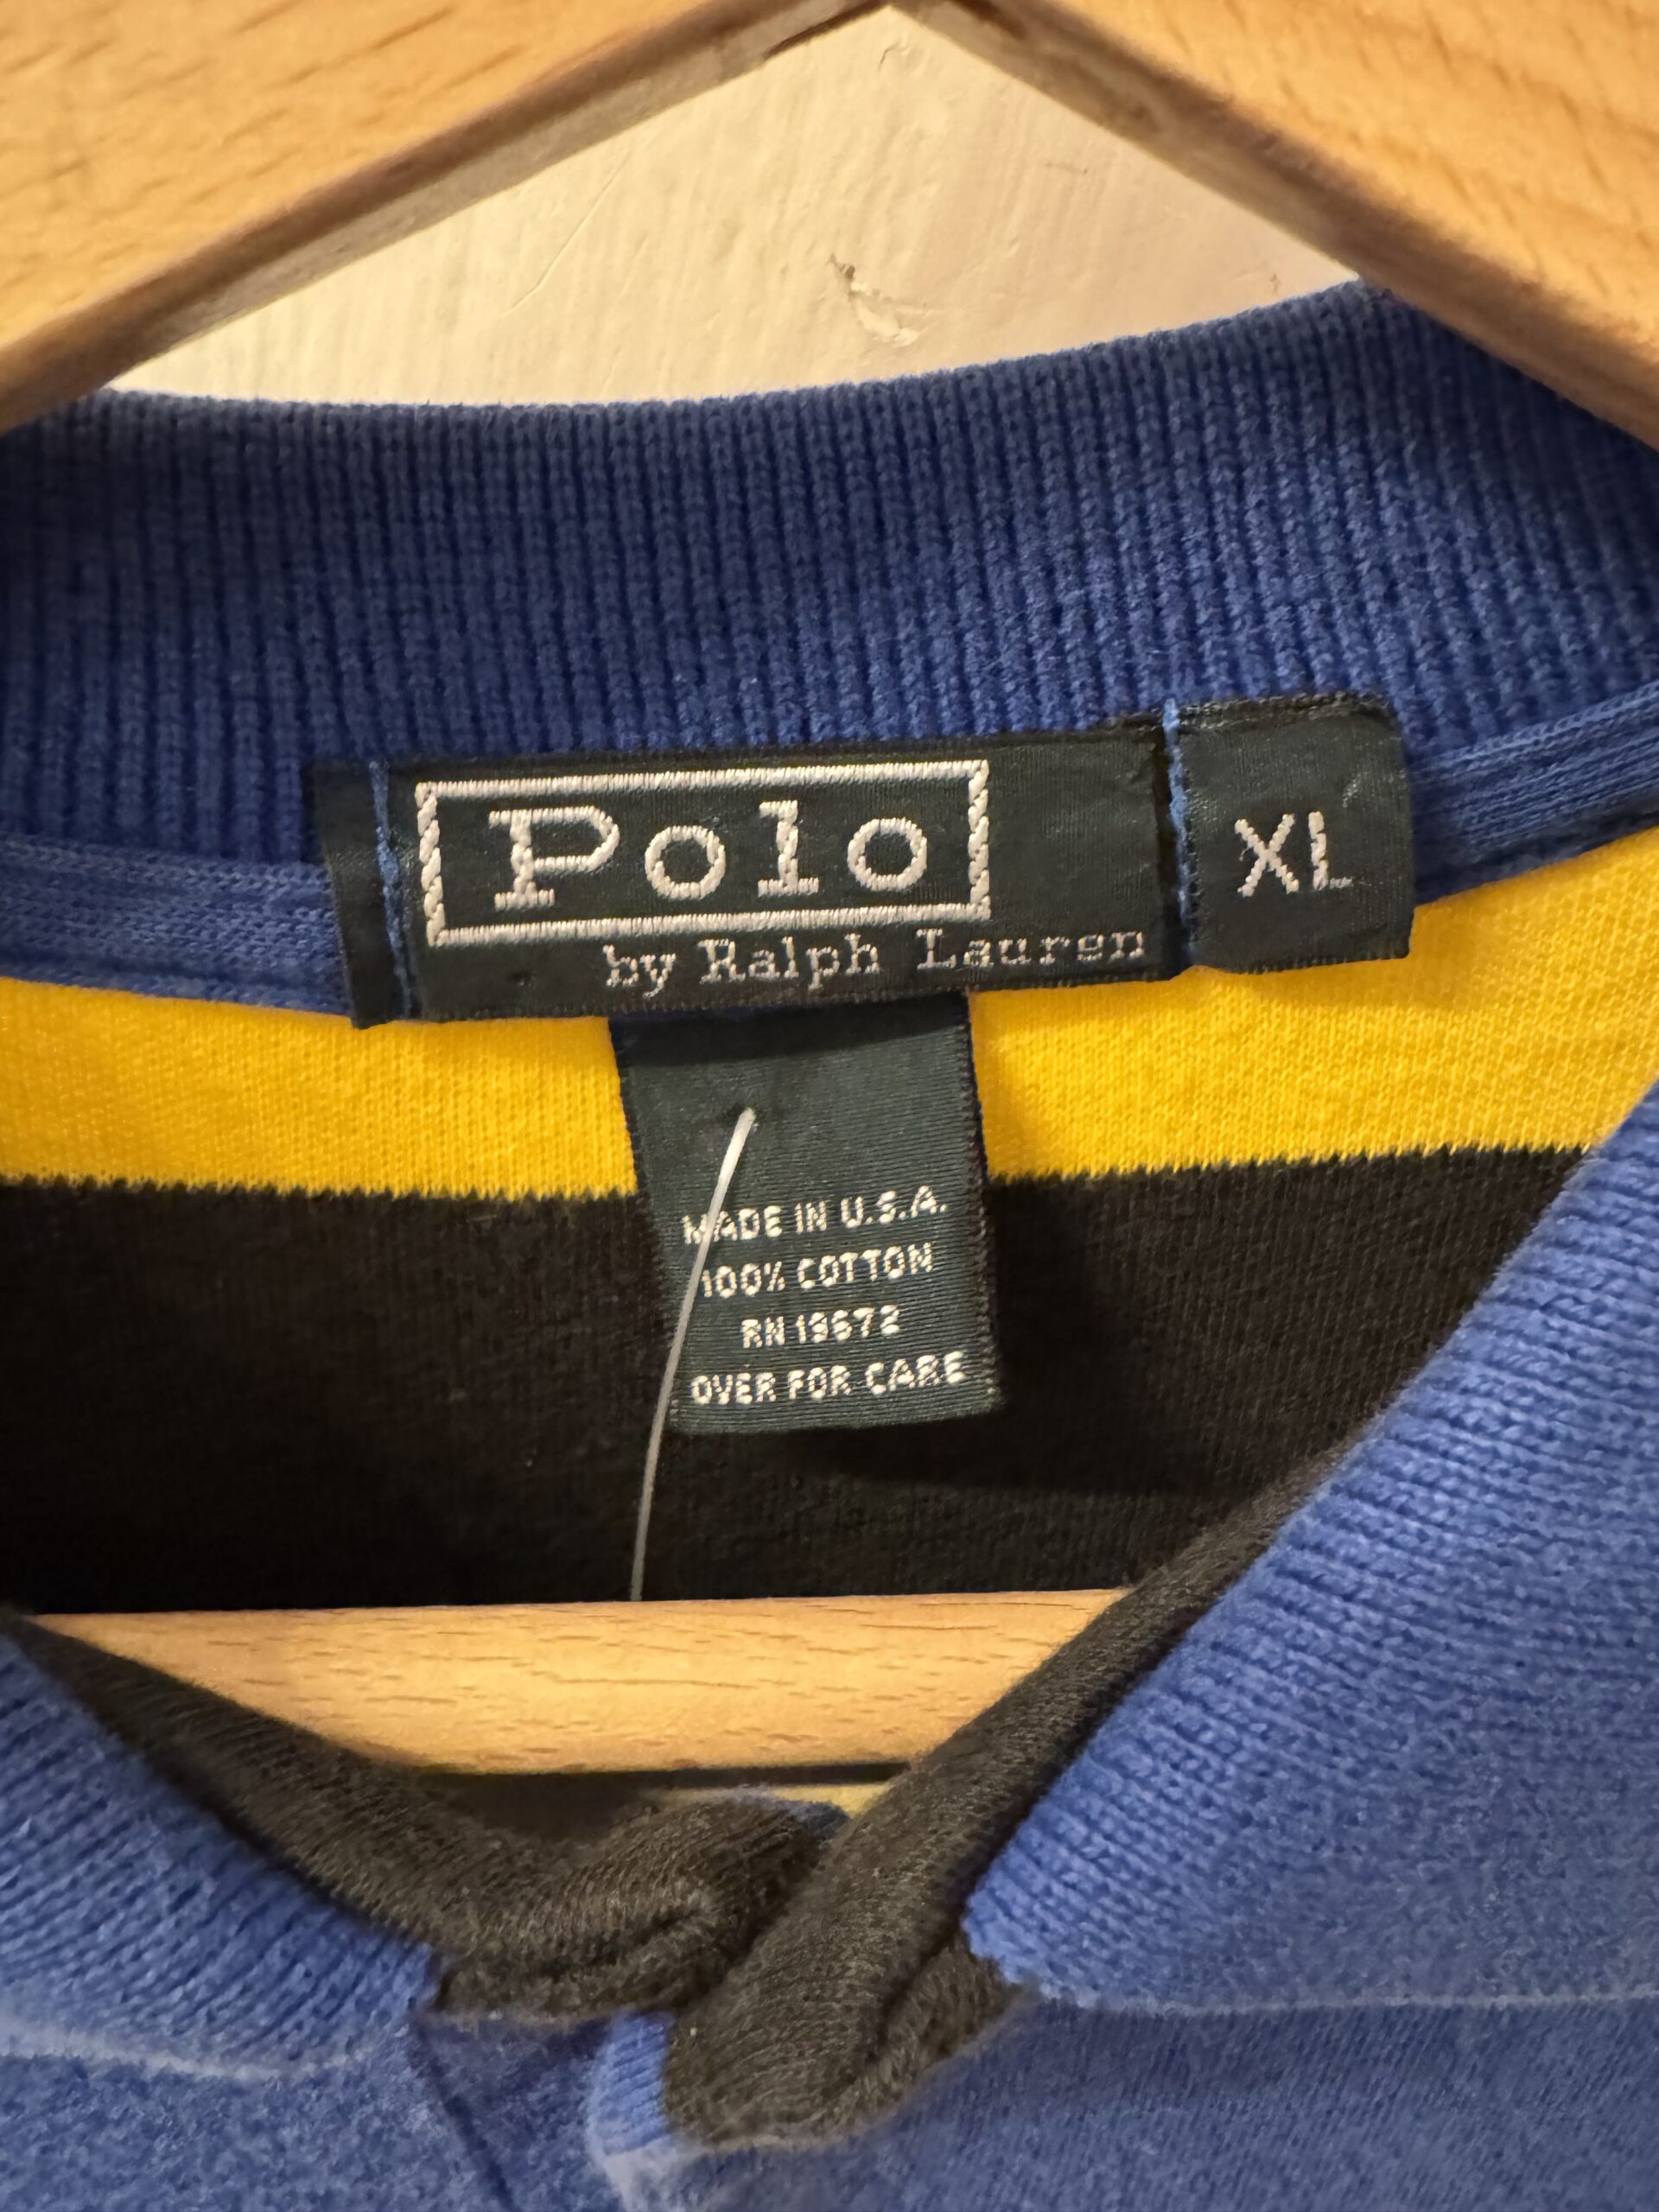 Polo
by Ralph Lauren
XL
MADE IN U.S.A.
100% COTTON
RN 19672
OVER FOR CARE